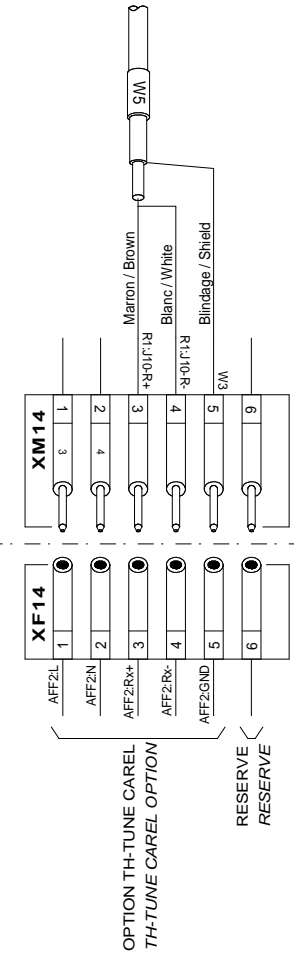 W5
Marron / Brown
Blanc / White
Blindage / Shield
R1:J10-R+
R1:J10-R-
W3
XM14
1
2
3
4
5
6
3
4
XF14
1
2
3
4
5
6
AFF2:L
AFF2:N
AFF2:Rx+
AFF2:Rx-
AFF2:GND
OPTION TH-TUNE CAREL
TH-TUNE CAREL OPTION
RESERVE
RESERVE